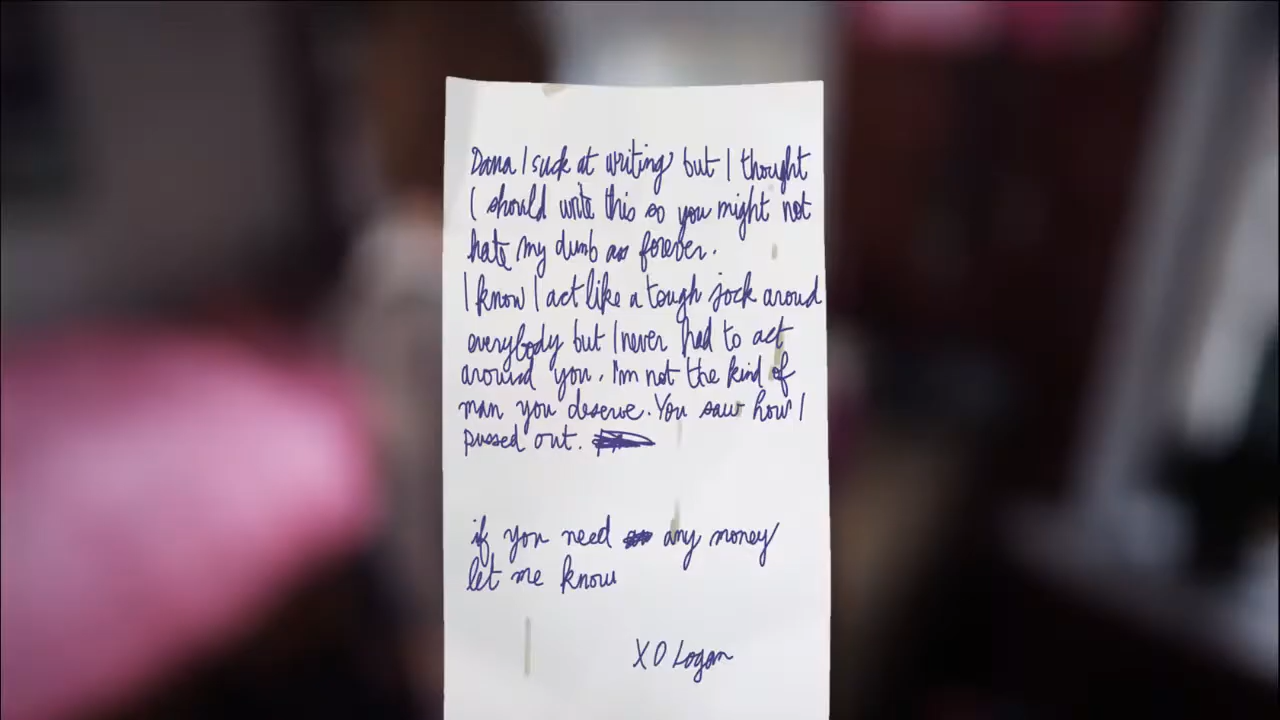 Dana I suck at writing but I thought
I should write this so you might not
hate my dumb ass forever.
I know I act like a tough jock aroud
everybody but I never had to act
around you. I'm not the kind of
man you deserve. You saw how I
pussed out.
if you need any money
let me know
XO Logan